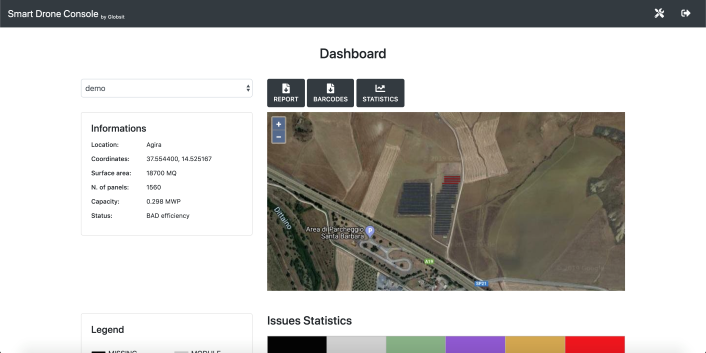 Smart Drone Console by Globsit
Dashboard
demo
REPORT
BARCODES
STATISTICS
Informations
Location: Agira
Coordinates: 37.554400, 14.525167
Surface area: 18700 MQ
N. of panels: 1560
Capacity: 0.298 MWP
Status: BAD efficiency
+
−
Dittaino
Area di Parcheggio
Santa Barbara
P
A19
SP21
Legend
MISSING
MODULE
Issues Statistics